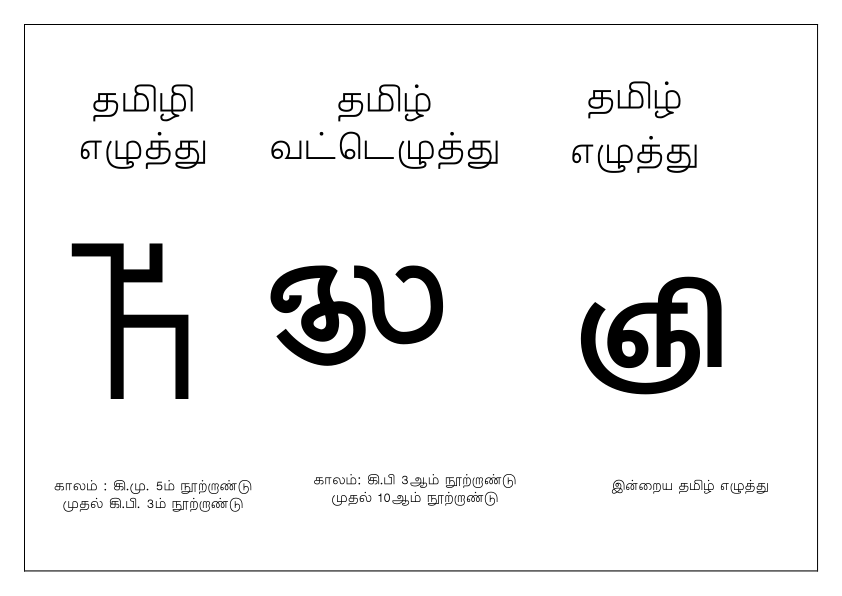 தமிழி
எழுத்து
தமிழ்
வட்டெழுத்து
தமிழ்
எழுத்து
ஞி
காலம் : கி.மு. 5ம் நூற்றாண்டு
முதல் கி.பி. 3ம் நூற்றாண்டு
காலம்: கி.பி 3ஆம் நூற்றாண்டு
முதல் 10ஆம் நூற்றாண்டு
இன்றைய தமிழ் எழுத்து